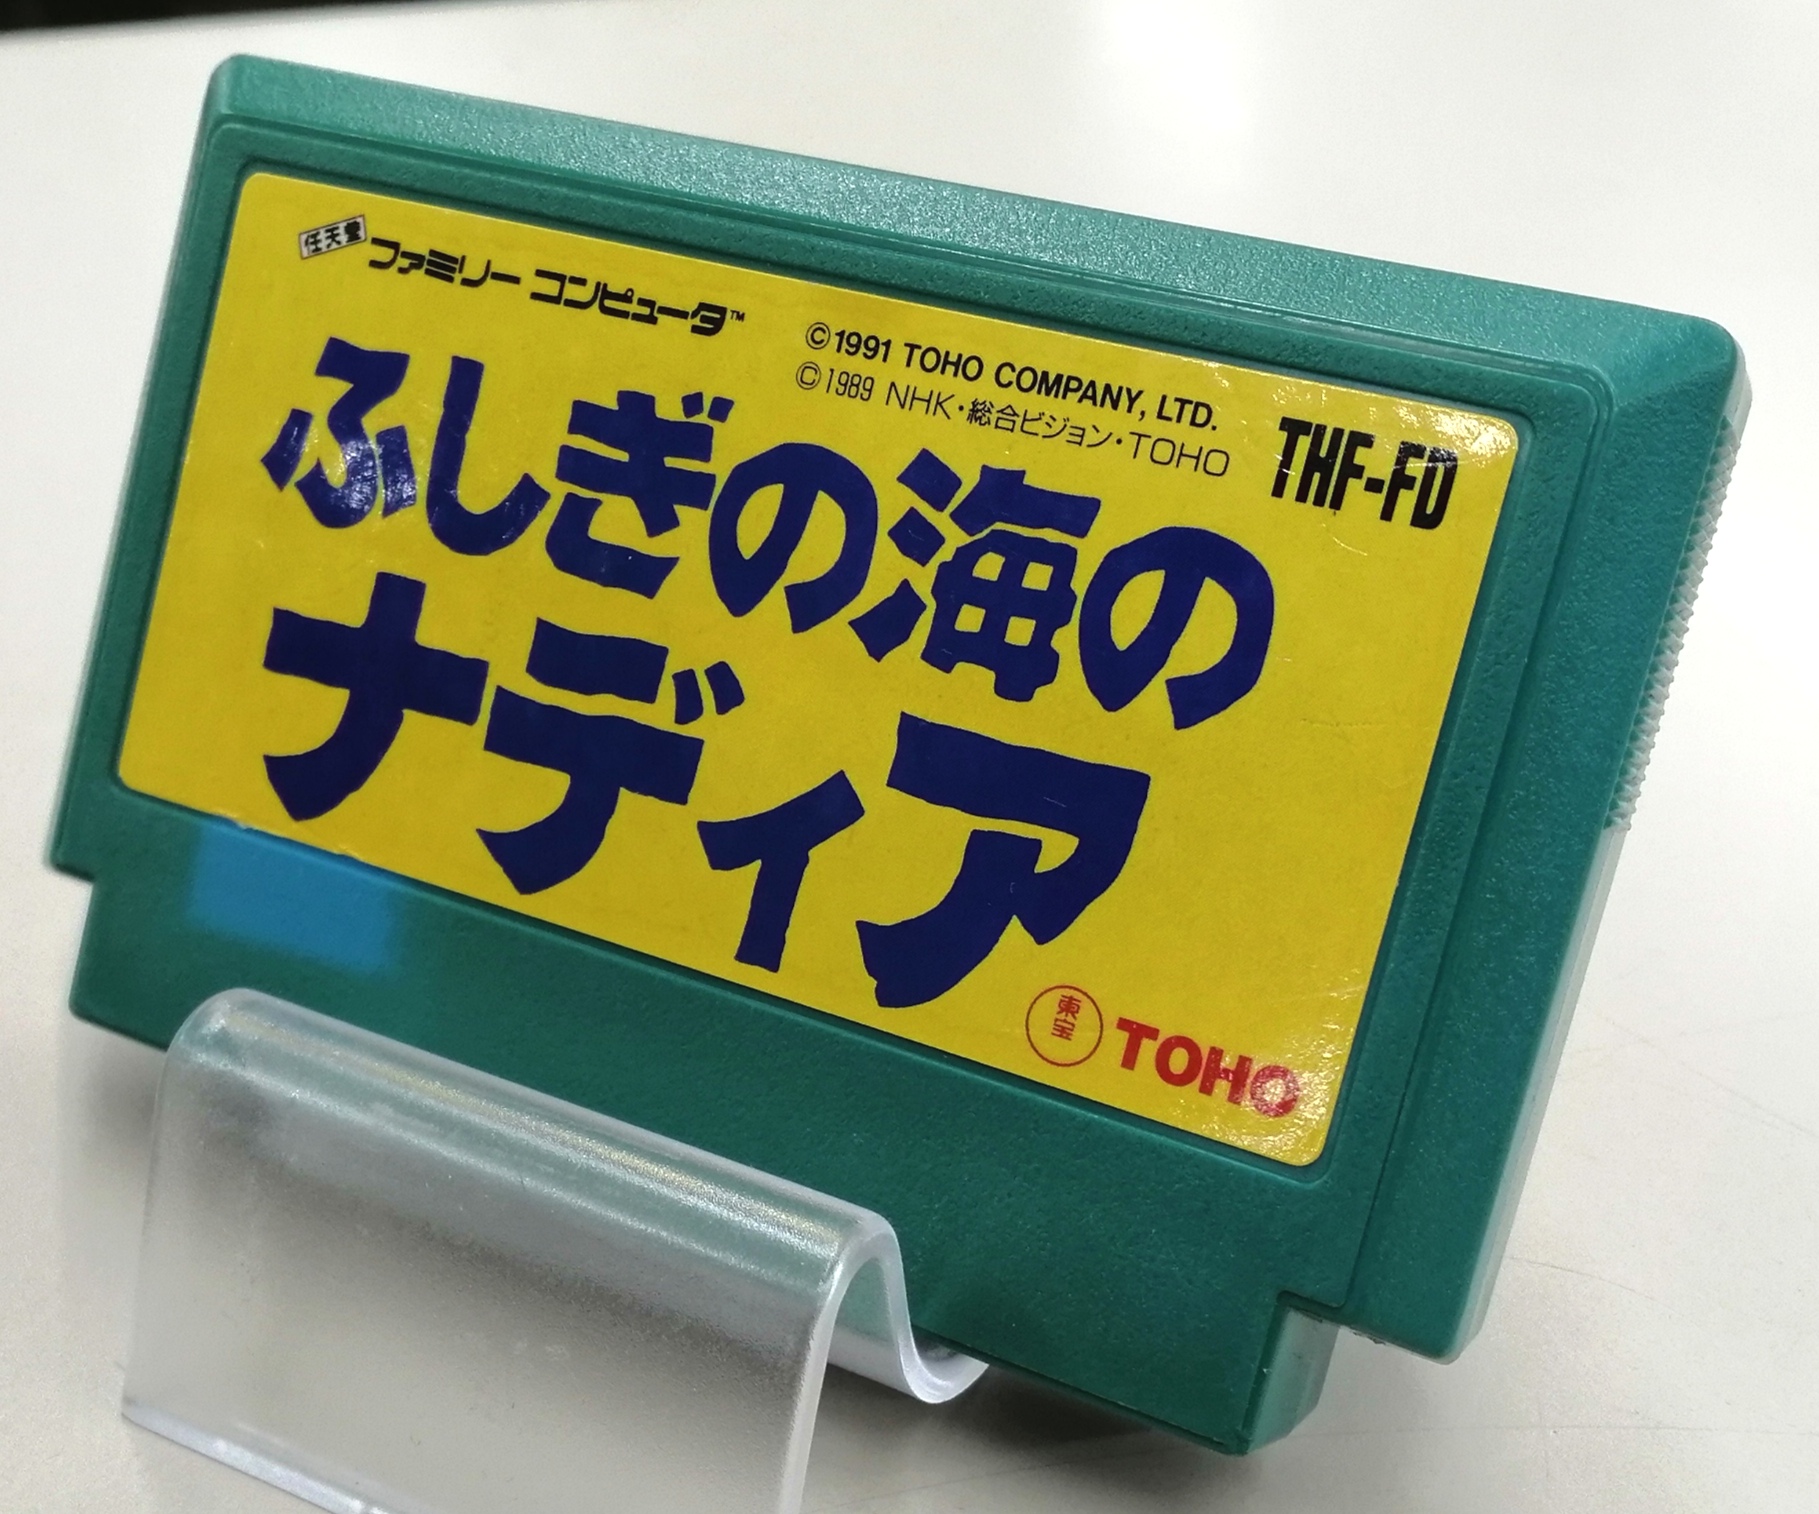 任天堂 ファミリー コンピュータ™
©1991 TOHO COMPANY, LTD.
©1989 NHK・総合ビジョン・TOHO
THF-FD
ふしぎの海の
ナディア
東宝 TOHO